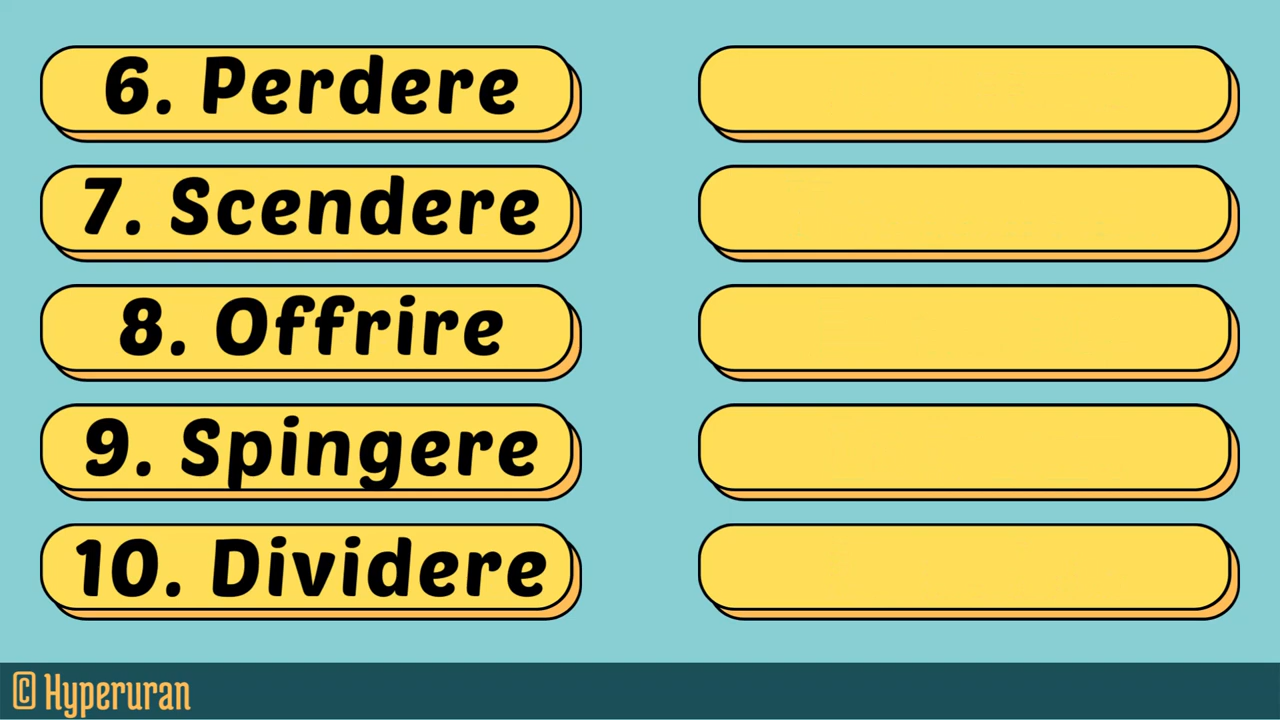 6. Perdere
7. Scendere
8. Offrire
9. Spingere
10. Dividere
© Hyperuran